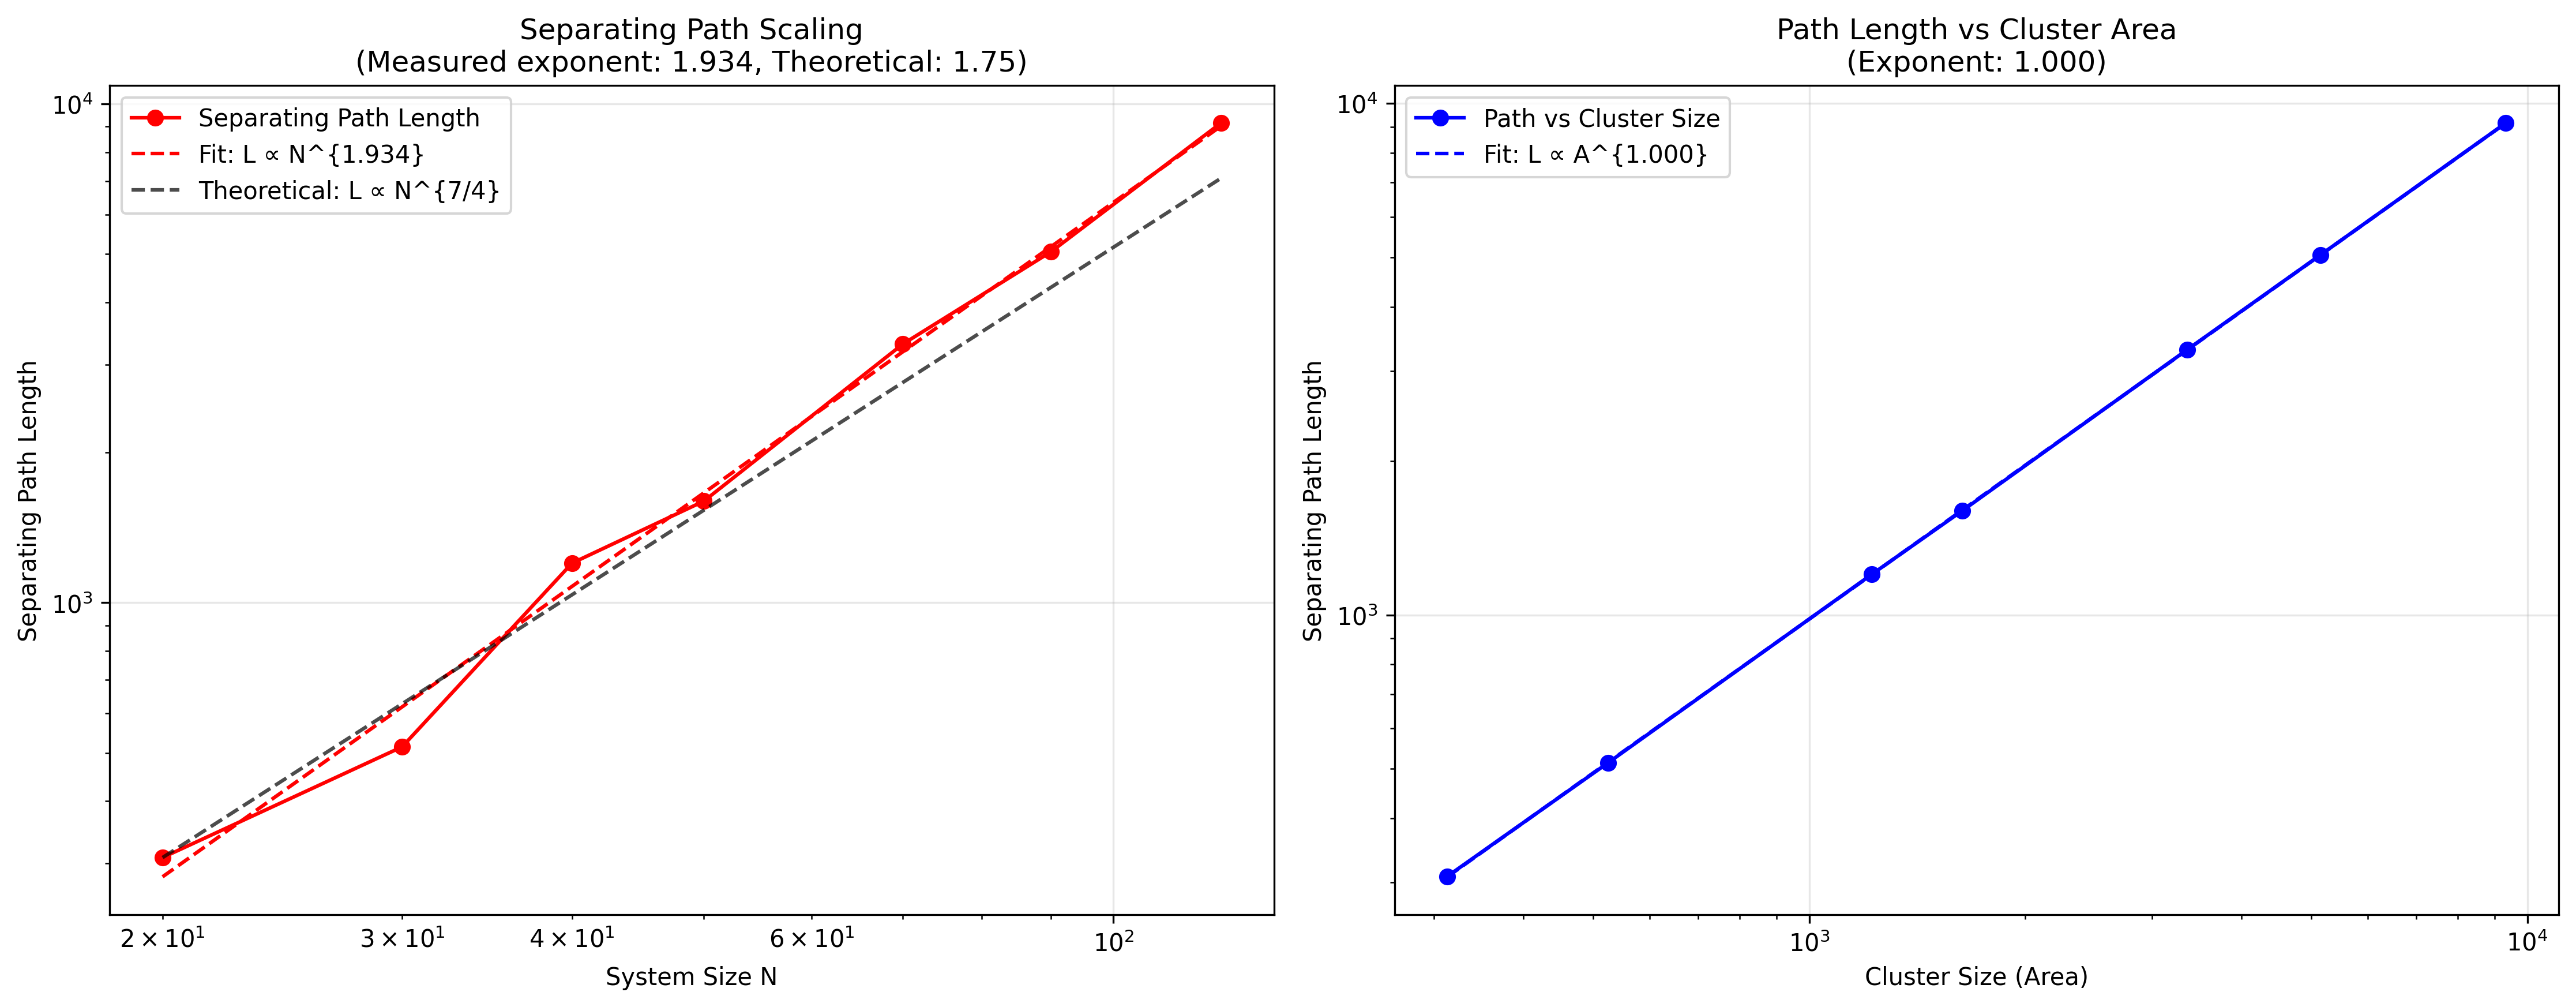 Separating Path Scaling
(Measured exponent: 1.934, Theoretical: 1.75)
Separating Path Length
Fit: L ∝ N^{1.934}
Theoretical: L ∝ N^{7/4}
10⁴
10³
Separating Path Length
2 × 10¹ 3 × 10¹ 4 × 10¹ 6 × 10¹ 10²
System Size N
Path Length vs Cluster Area
(Exponent: 1.000)
Path vs Cluster Size
Fit: L ∝ A^{1.000}
10⁴
10³
Separating Path Length
10³ 10⁴
Cluster Size (Area)